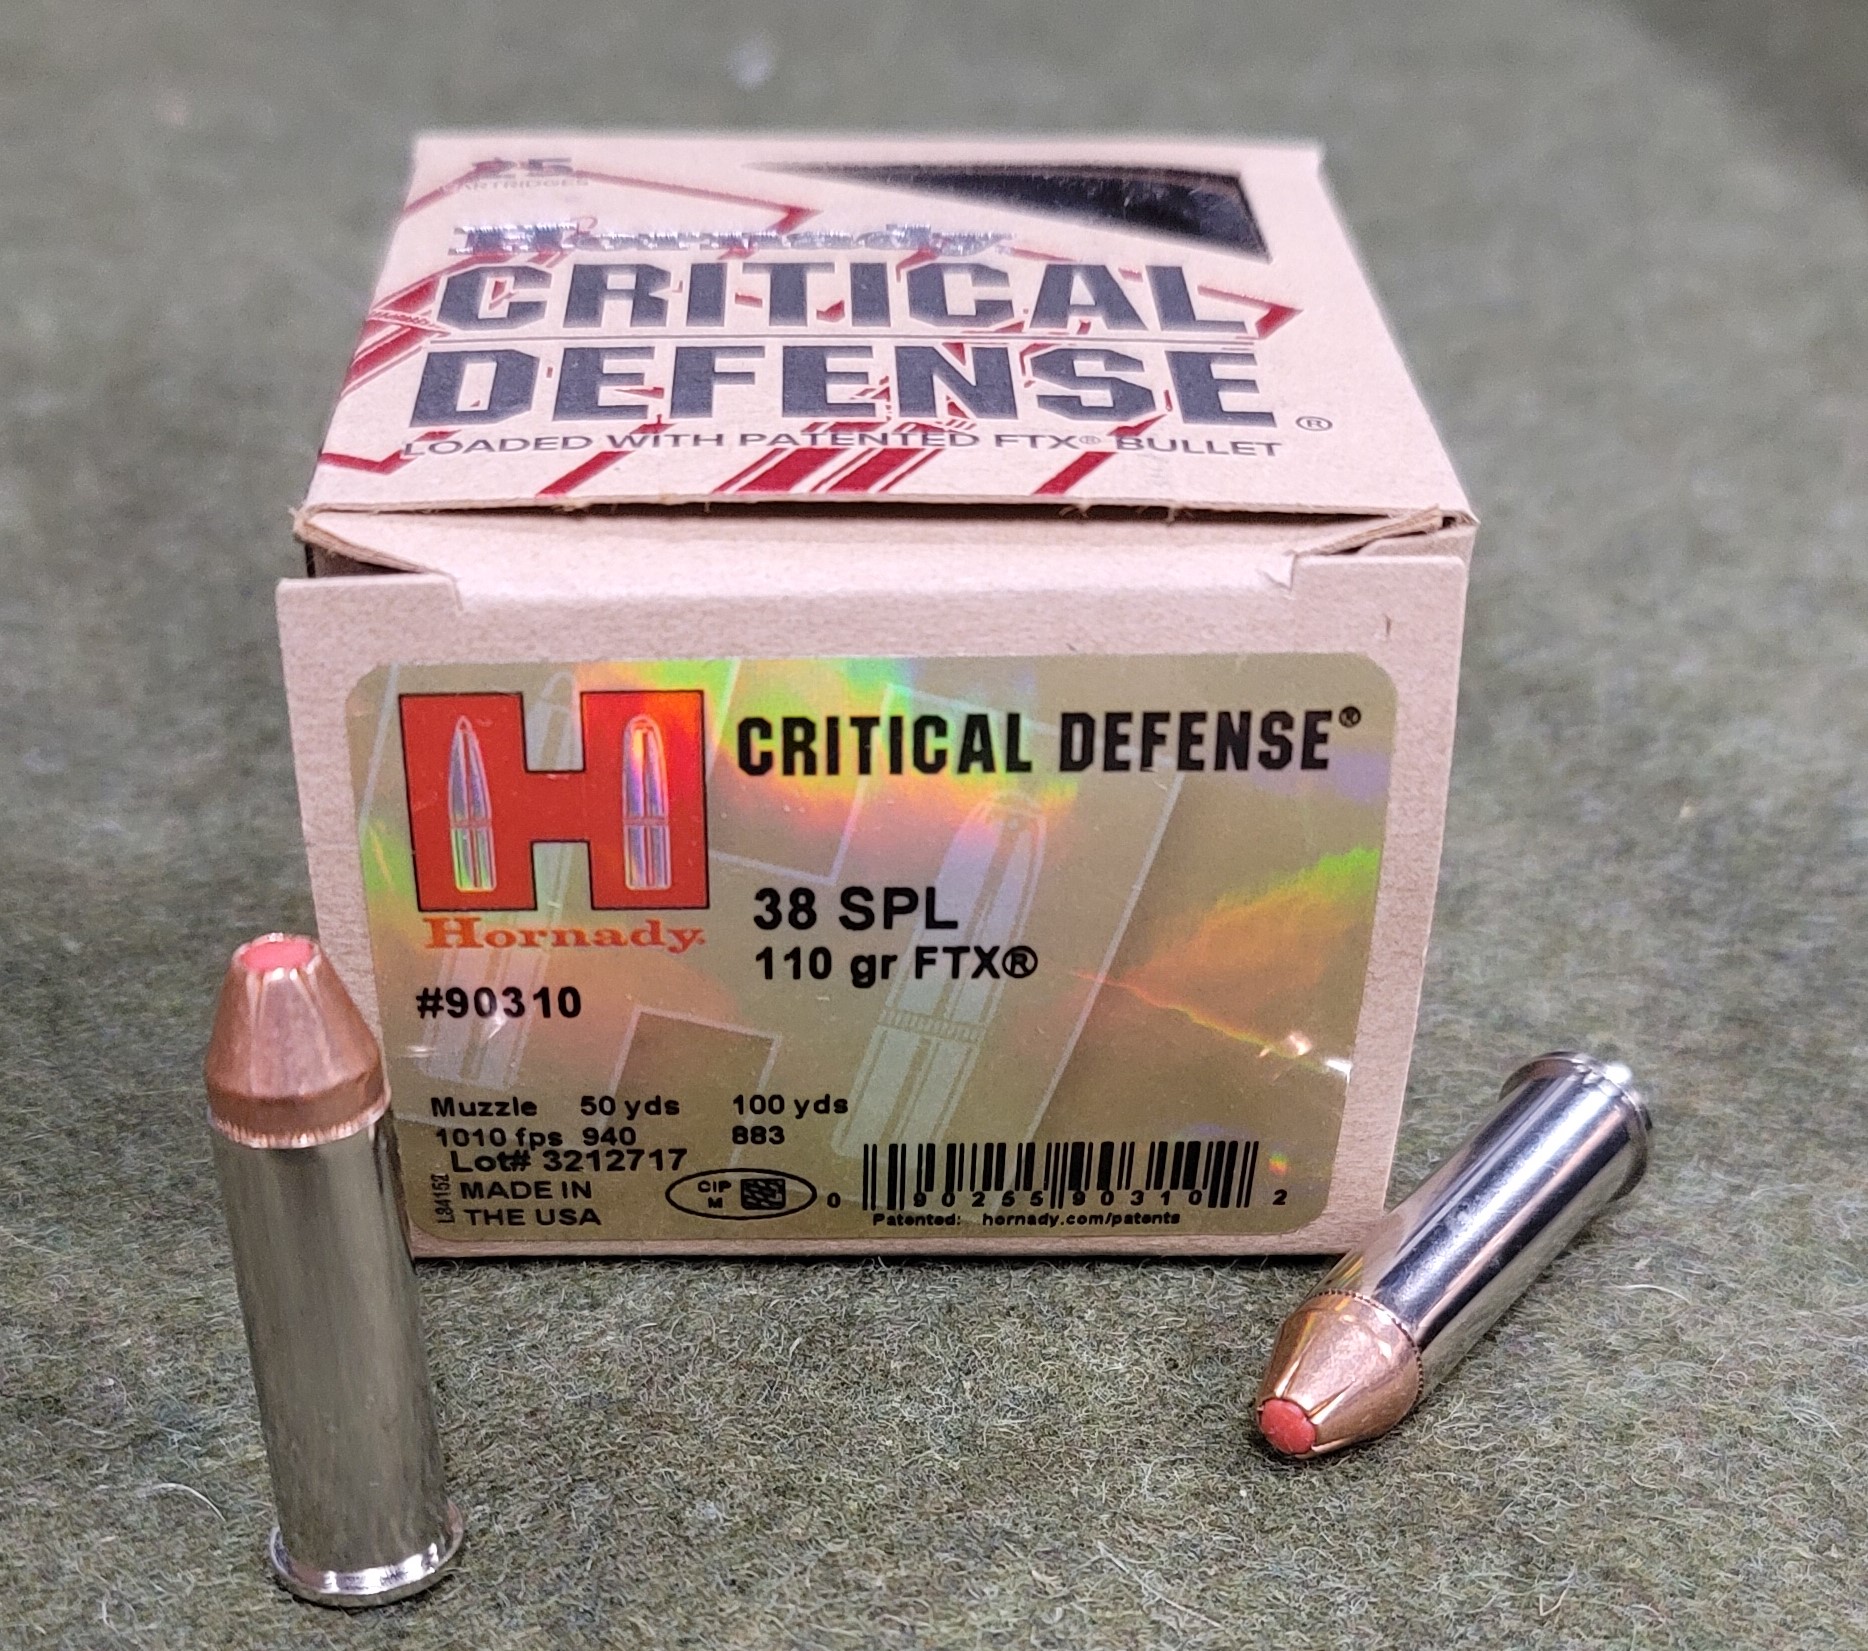 25
CARTRIDGES
Hornady
CRITICAL
DEFENSE®
LOADED WITH PATENTED FTX® BULLET
CRITICAL DEFENSE®
Hornady
38 SPL
110 gr FTX®
#90310
Muzzle 50 yds 100 yds
1010 fps 940 883
Lot# 3212717
L34152
MADE IN
THE USA
CIP
M
0 90255 90310 2
Patented: hornady.com/patents